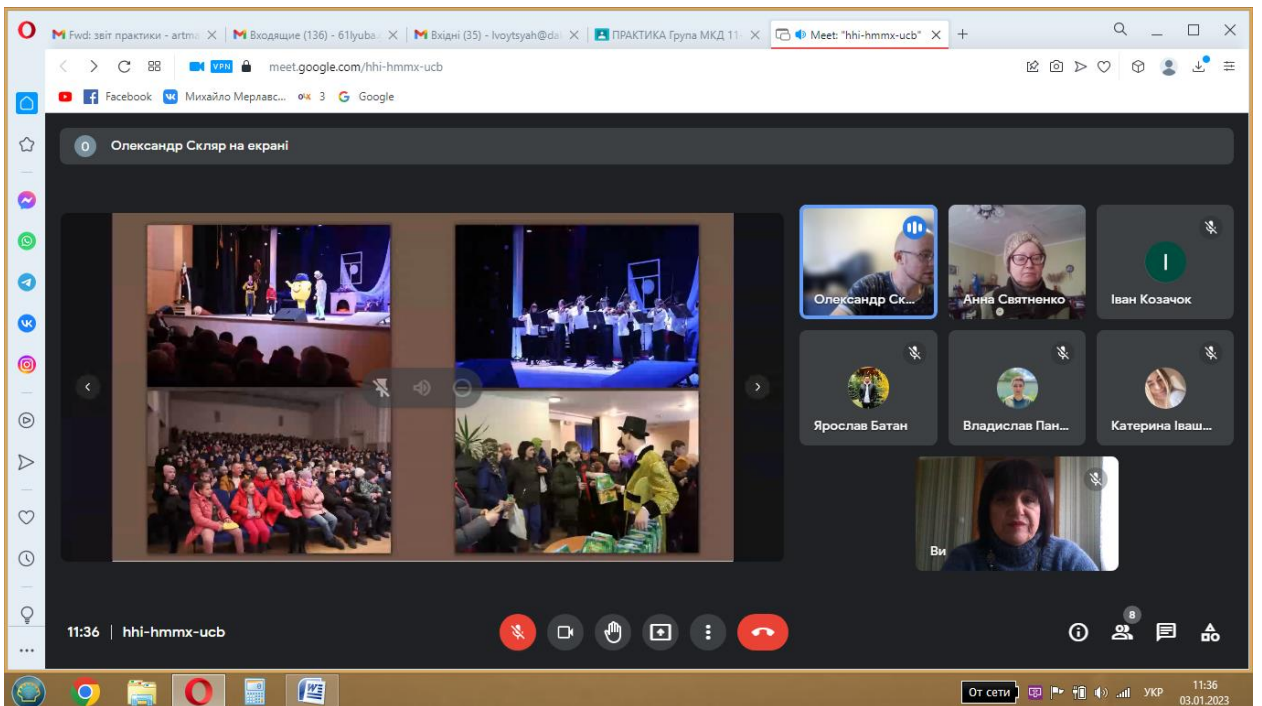 Fwd: звіт практики - artma
Входящие (136) - 61lyuba.
Вхідні (35) - lvoytsyah@da
ПРАКТИКА Група МКД 11-
Meet: "hhi-hmmx-ucb"
VPN
meet.google.com/hhi-hmmx-ucb
Facebook
Михайло Мерлавс...
3
Google
О Олександр Скляр на екрані
Олександр Ск...
Анна Святненко
І
Іван Козачок
Ярослав Батан
Владислав Пан...
Катерина Іваш...
Ви
11:36 | hhi-hmmx-ucb
8
От сети
УКР
11:36
03.01.2023